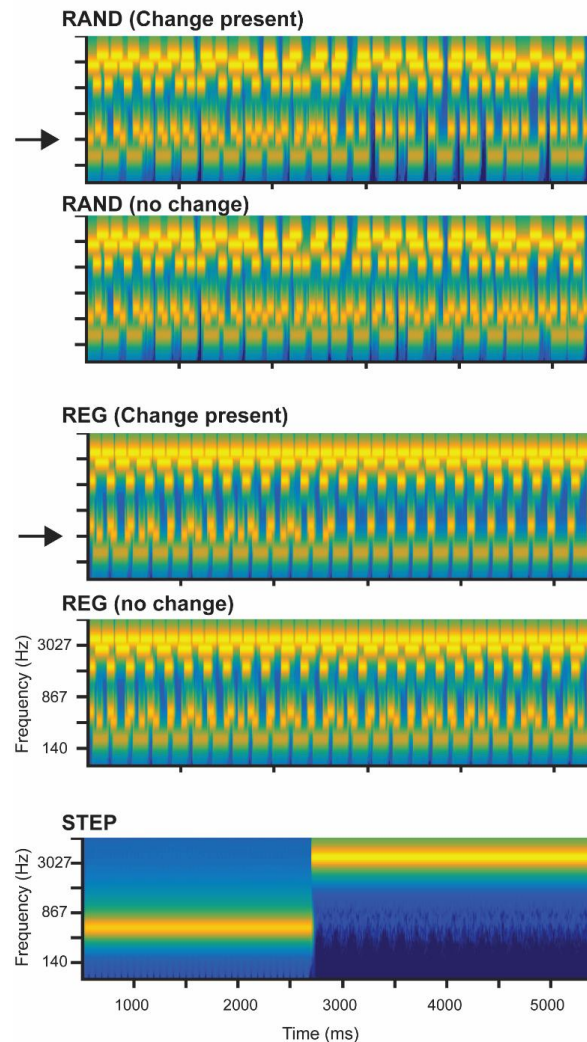 RAND (Change present)
RAND (no change)
REG (Change present)
REG (no change)
Frequency (Hz)
3027
867
140
STEP
Frequency (Hz)
3027
867
140
1000 2000 3000 4000 5000
Time (ms)